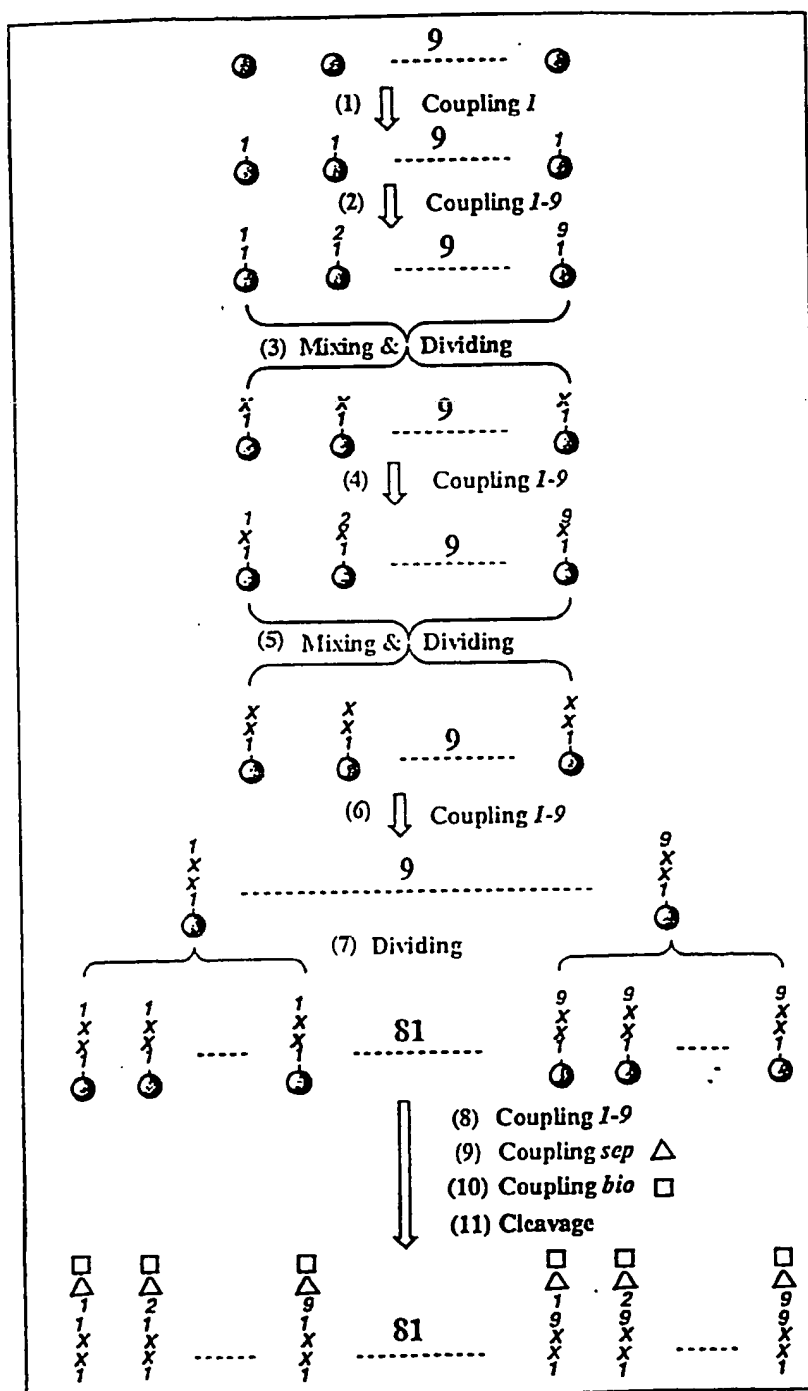 9
(1) Coupling 1
1 1 9 1
(2) Coupling 1-9
1 2 9
1 1 9 1
(3) Mixing & Dividing
x x 9 x
1 1 1
(4) Coupling 1-9
1 2 9
x x 9 x
1 1 1
(5) Mixing & Dividing
x x x
x x 9 x
1 1 1
(6) Coupling 1-9
1 9
x 9 x
x x
1 1
(7) Dividing
1 1 1 9 9 9
x x x x x x
x x x 81 x x x
1 1 1 1 1 1
(8) Coupling 1-9
(9) Coupling sep
(10) Coupling bio
(11) Cleavage
1 2 9 1 2 9
1 1 1 9 9 9
x x x 81 x x x
x x x x x x
1 1 1 1 1 1